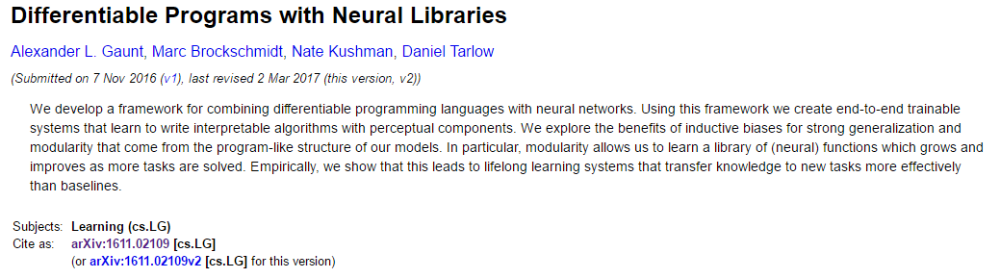 Differentiable Programs with Neural Libraries
Alexander L. Gaunt, Marc Brockschmidt, Nate Kushman, Daniel Tarlow
(Submitted on 7 Nov 2016 (v1), last revised 2 Mar 2017 (this version, v2))
We develop a framework for combining differentiable programming languages with neural networks. Using this framework we create end-to-end trainable
systems that learn to write interpretable algorithms with perceptual components. We explore the benefits of inductive biases for strong generalization and
modularity that come from the program-like structure of our models. In particular, modularity allows us to learn a library of (neural) functions which grows and
improves as more tasks are solved. Empirically, we show that this leads to lifelong learning systems that transfer knowledge to new tasks more effectively
than baselines.
Subjects: Learning (cs.LG)
Cite as: arXiv:1611.02109 [cs.LG]
(or arXiv:1611.02109v2 [cs.LG] for this version)